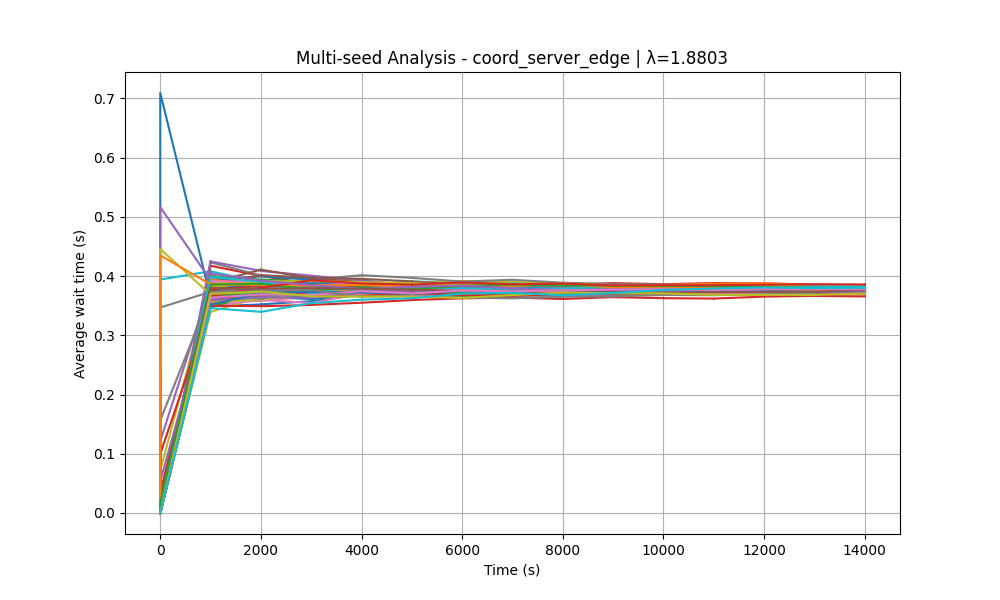 Multi-seed Analysis - coord_server_edge | λ=1.8803
Average wait time (s)
0.7
0.6
0.5
0.4
0.3
0.2
0.1
0.0
0 2000 4000 6000 8000 10000 12000 14000
Time (s)